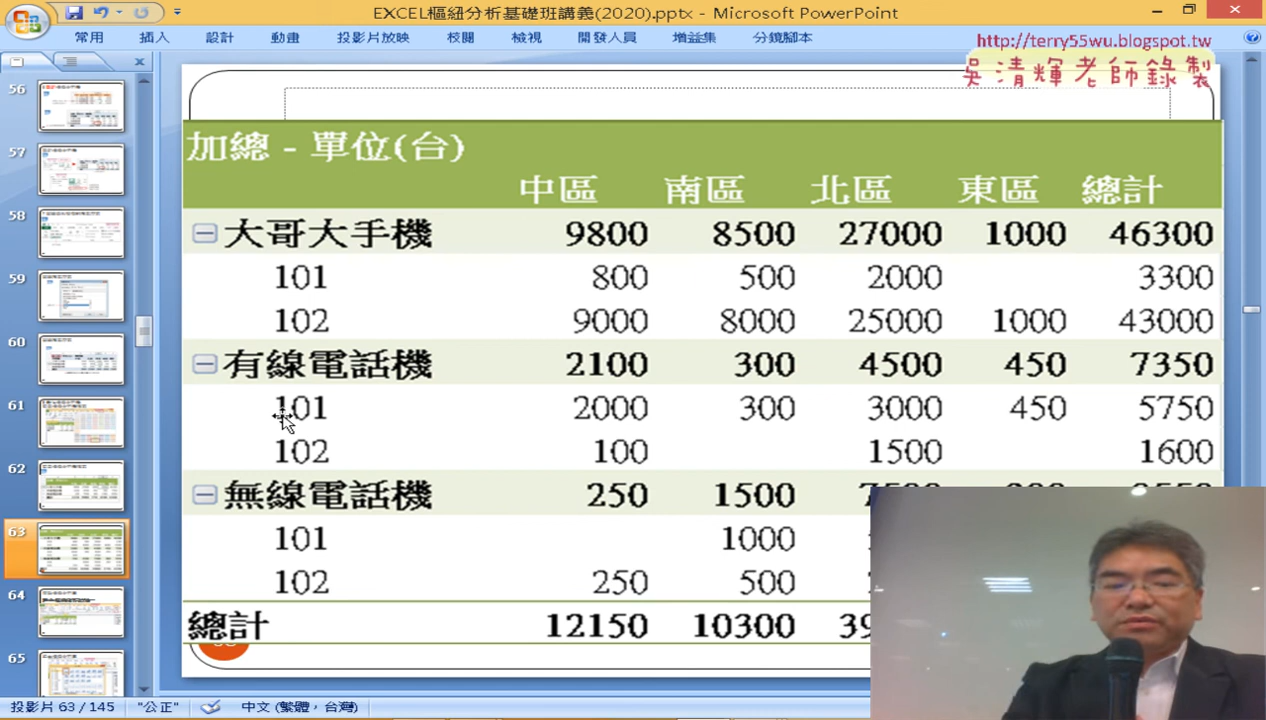 EXCEL樞紐分析基礎班講義(2020).pptx - Microsoft PowerPoint
常用 插入 設計 動畫 投影片放映 校閱 檢視 開發人員 增益集 分鏡腳本
http://terry55wu.blogspot.tw
吳清輝老師錄製
加總 - 單位(台)
中區 南區 北區 東區 總計
大哥大手機 9800 8500 27000 1000 46300
101 800 500 2000 3300
102 9000 8000 25000 1000 43000
有線電話機 2100 300 4500 450 7350
101 2000 300 3000 450 5750
102 100 1500 1600
無線電話機 250 1500
101 1000
102 250 500
總計 12150 10300
56
57
58
59
60
61
62
63
64
65
投影片 63 / 145 "公正" 中文 (繁體，台灣)